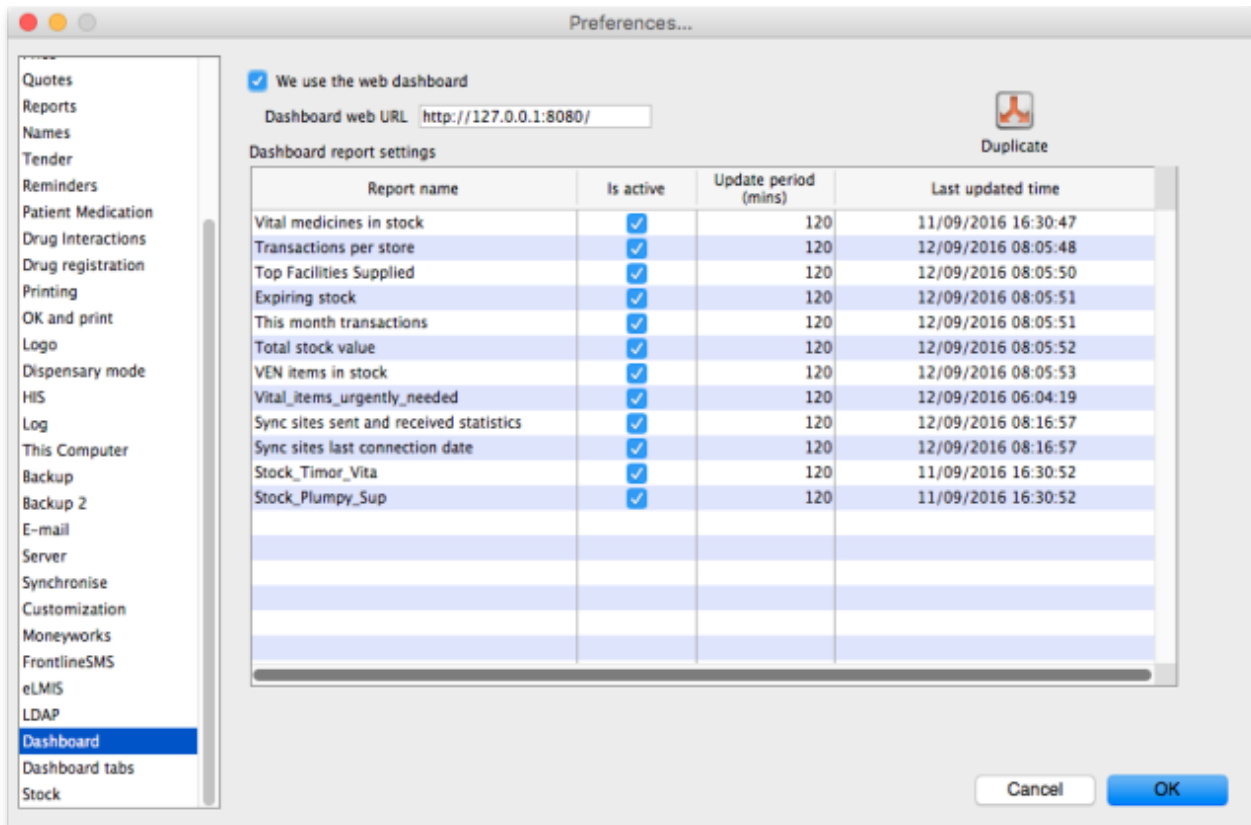 Preferences...
Quotes
Reports
Names
Tender
Reminders
Patient Medication
Drug Interactions
Drug registration
Printing
OK and print
Logo
Dispensary mode
HIS
Log
This Computer
Backup
Backup 2
E-mail
Server
Synchronise
Customization
Moneyworks
FrontlineSMS
eLMIS
LDAP
Dashboard
Dashboard tabs
Stock
We use the web dashboard
Dashboard web URL http://127.0.0.1:8080/
Duplicate
Dashboard report settings
Report name Is active Update period (mins) Last updated time
Vital medicines in stock 120 11/09/2016 16:30:47
Transactions per store 120 12/09/2016 08:05:48
Top Facilities Supplied 120 12/09/2016 08:05:50
Expiring stock 120 12/09/2016 08:05:51
This month transactions 120 12/09/2016 08:05:51
Total stock value 120 12/09/2016 08:05:52
VEN items in stock 120 12/09/2016 08:05:53
Vital_items_urgently_needed 120 12/09/2016 06:04:19
Sync sites sent and received statistics 120 12/09/2016 08:16:57
Sync sites last connection date 120 12/09/2016 08:16:57
Stock_Timor_Vita 120 11/09/2016 16:30:52
Stock_Plumpy_Sup 120 11/09/2016 16:30:52
Cancel OK